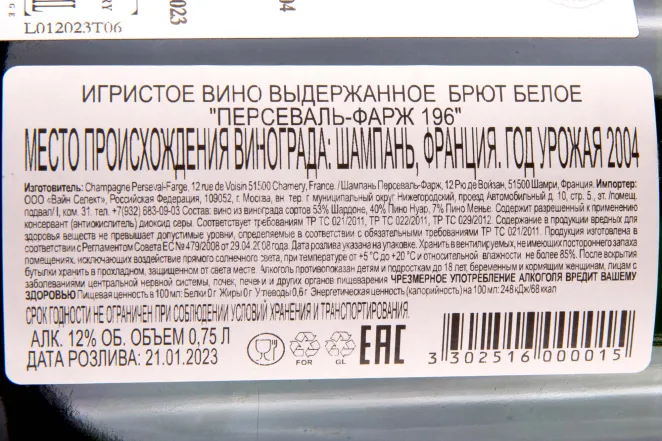 L012023T06
2023
04
ИГРИСТОЕ ВИНО ВЫДЕРЖАННОЕ БРЮТ БЕЛОЕ
"ПЕРСЕВАЛЬ-ФАРЖ 196"
МЕСТО ПРОИСХОЖДЕНИЯ ВИНОГРАДА: ШАМПАНЬ, ФРАНЦИЯ. ГОД УРОЖАЯ 2004
Изготовитель: Champagne Perseval-Farge, 12 rue de Voisin 51500 Chamery, France. / Шампань Персеваль-Фарж, 12 Рю де Войзан, 51500 Шамри, Франция. Импортер:
ООО «Вайн Селект», Российская Федерация, 109052, г. Москва, вн. тер. г. муниципальный округ Нижегородский, проезд Автомобильный д. 10, стр. 5., эт. /помещ.
подвал/ I, ком. 31. тел. +7(932) 683-09-03 Состав: вино из винограда сортов 53% Шардоне, 40% Пино Нуар, 7% Пино Менье. Содержит разрешенный к применению
консервант (антиокислитель) диоксид серы. Соответствует требованиям ТР ТС 021/2011, ТР ТС 022/2011, ТР ТС 029/2012. Содержание в продукции вредных для
здоровья веществ не превышает допустимые уровни, определяемые в соответствии с обязательными требованиями ТР ТС 021/2011. Продукция изготовлена в
соответствии с Регламентом Совета ЕС №479/2008 от 29.04.2008 года. Дата розлива указана на упаковке. Хранить в вентилируемых, не имеющих постороннего запаха
помещениях, исключающих воздействие прямого солнечного света, при температуре от +5 °C до +20 °C и относительной влажности не более 85%. После вскрытия
бутылки хранить в прохладном, защищенном от света месте. Алкоголь противопоказан детям и подросткам до 18 лет, беременным и кормящим женщинам, лицам с
заболеваниями центральной нервной системы, почек, печени и других органов пищеварения ЧРЕЗМЕРНОЕ УПОТРЕБЛЕНИЕ АЛКОГОЛЯ ВРЕДИТ ВАШЕМУ
ЗДОРОВЬЮ Пищевая ценность в 100 мл: Белки 0 г Жиры 0 г Углеводы 0,6 г Энергетическая ценность (калорийность) на 100 мл: 248 кДж/68 ккал
СРОК ГОДНОСТИ НЕ ОГРАНИЧЕН ПРИ СОБЛЮДЕНИИ УСЛОВИЙ ХРАНЕНИЯ И ТРАНСПОРТИРОВАНИЯ.
АЛК. 12% ОБ. ОБЪЕМ 0,75 Л
ДАТА РОЗЛИВА: 21.01.2023
FOR
GL
EAC
3 302516 000015